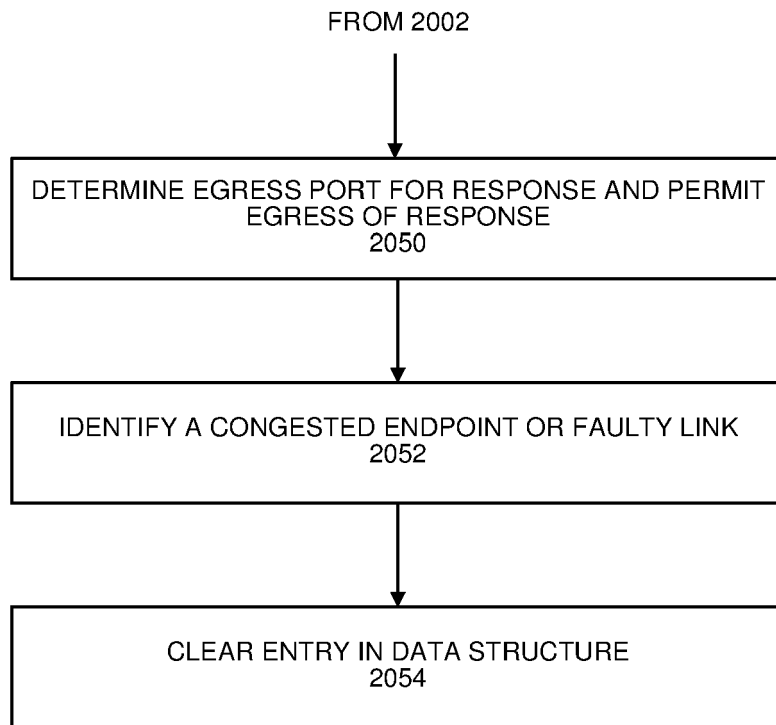 FROM 2002
DETERMINE EGRESS PORT FOR RESPONSE AND PERMIT
EGRESS OF RESPONSE
2050
IDENTIFY A CONGESTED ENDPOINT OR FAULTY LINK
2052
CLEAR ENTRY IN DATA STRUCTURE
2054